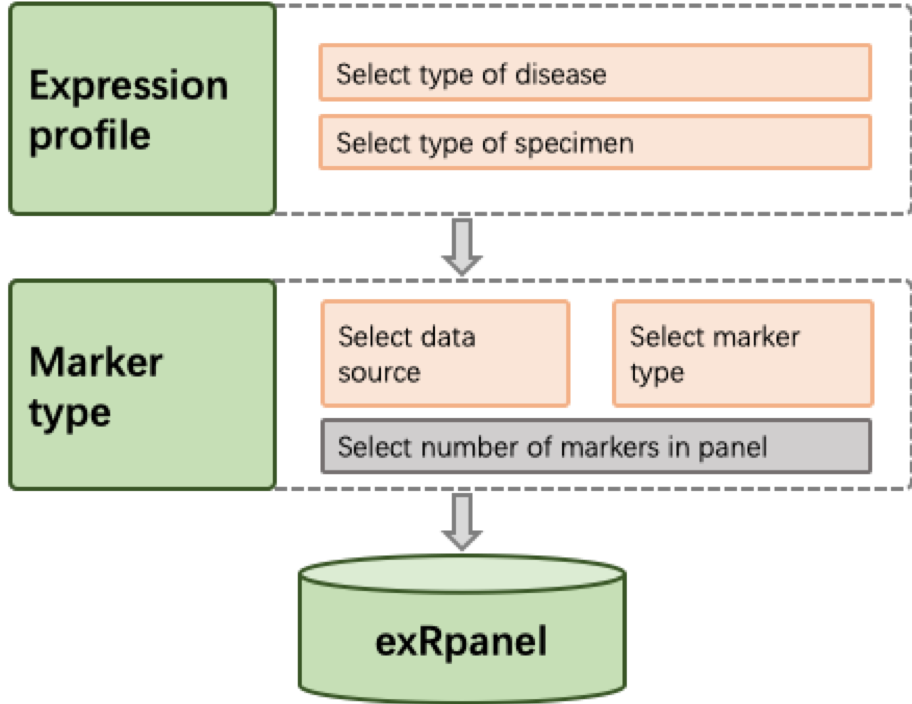 Expression
profile
Select type of disease
Select type of specimen
Marker
type
Select data
source
Select marker
type
Select number of markers in panel
exRpanel